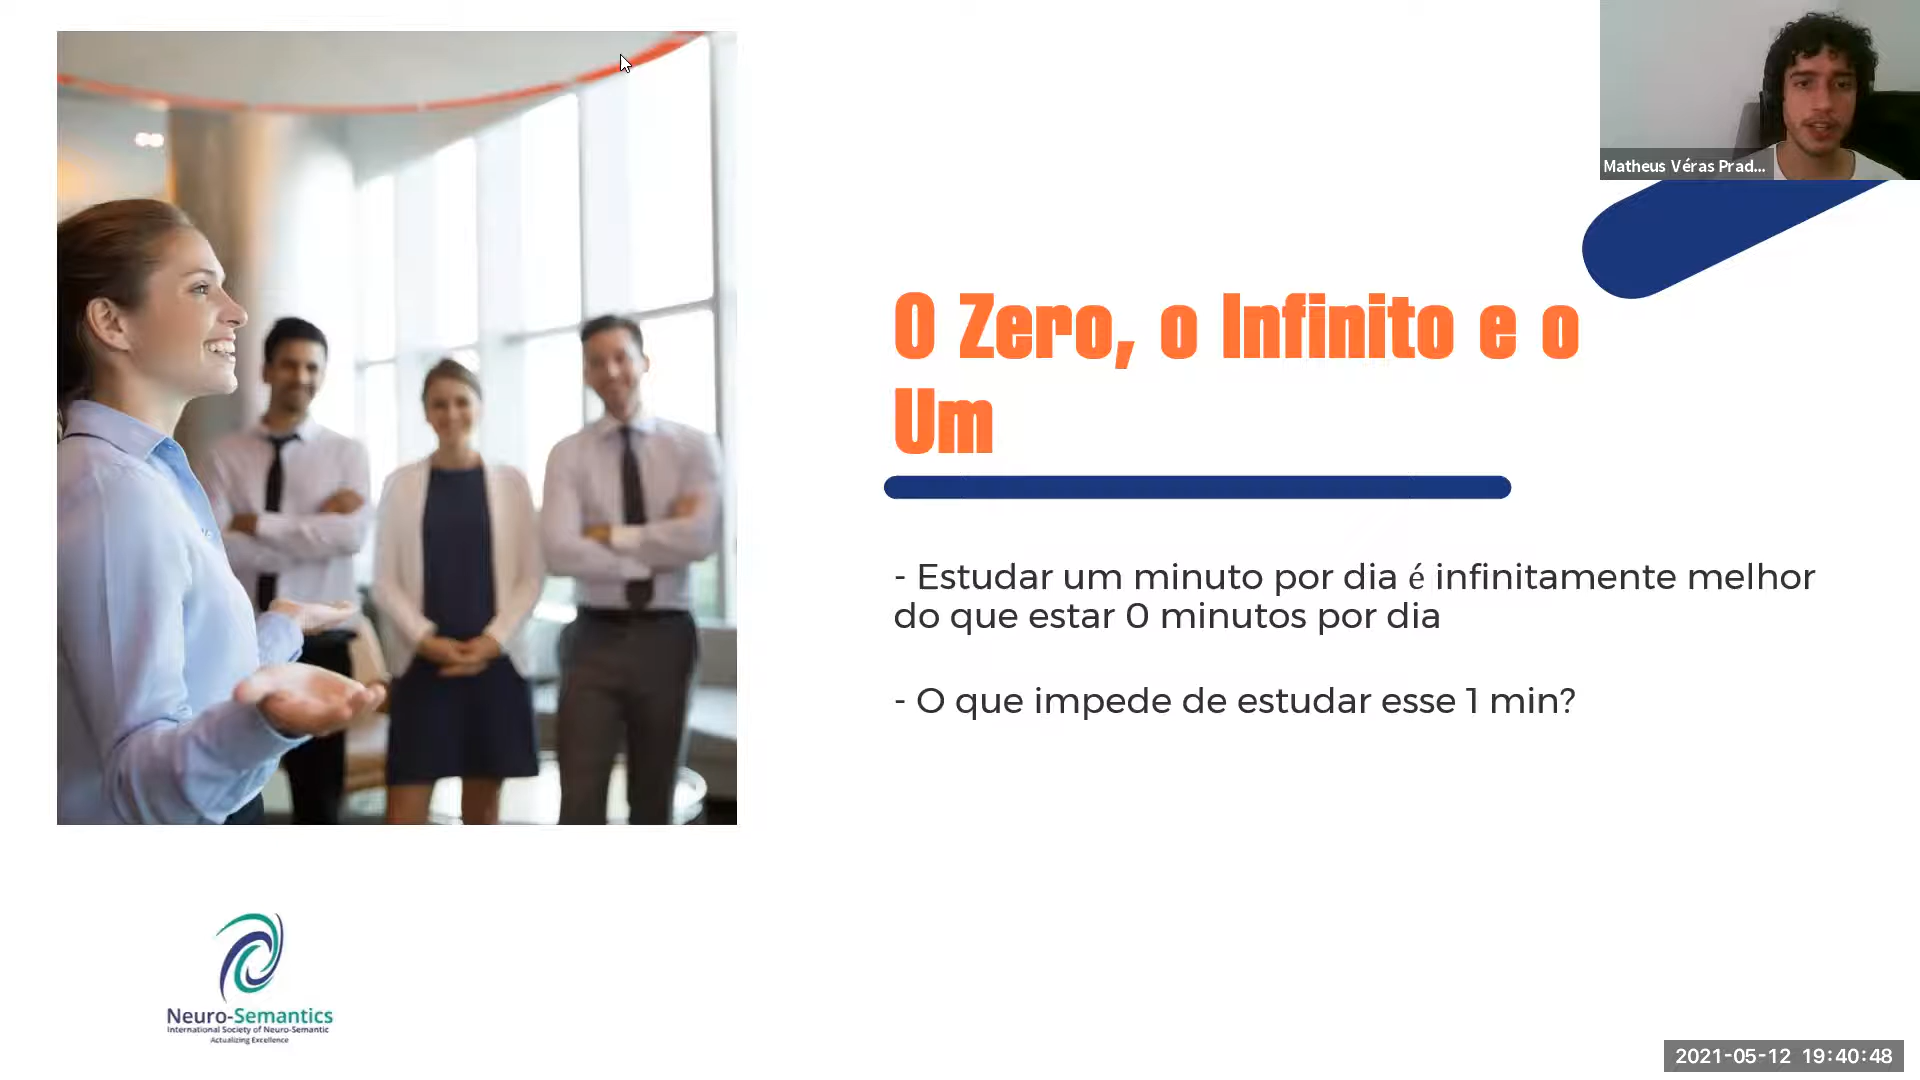 Matheus Véras Prad...
O Zero, o Infinito e o
Um
- Estudar um minuto por dia é infinitamente melhor
do que estar 0 minutos por dia
- O que impede de estudar esse 1 min?
Neuro-Semantics
International Society of Neuro-Semantic
Actualizing Excellence
2021-05-12 19:40:48